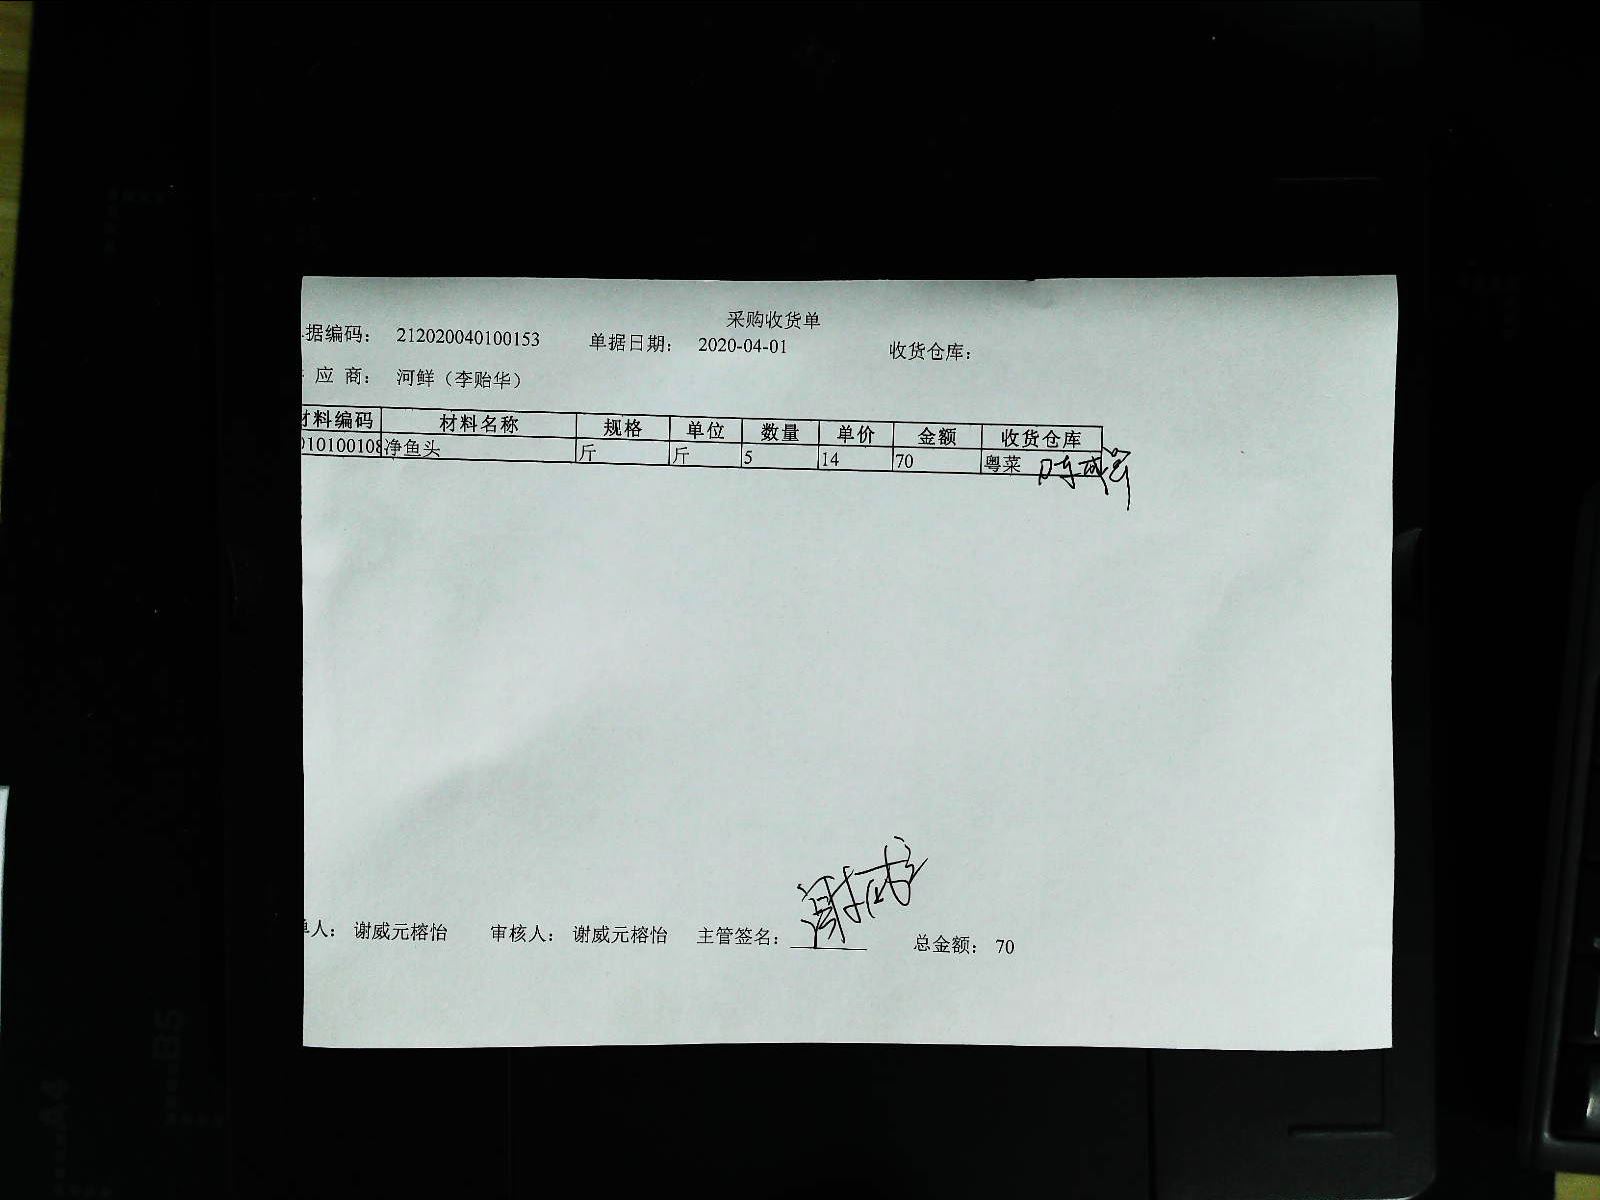 采购收货单
据编码： 212020040100153 单据日期： 2020-04-01 收货仓库：
应 商： 河鲜（李贻华）
材料编码 材料名称 规格 单位 数量 单价 金额 收货仓库
010100108 净鱼头 斤 斤 5 14 70 粤菜
单人： 谢威元榕怡 审核人： 谢威元榕怡 主管签名： 总金额： 70
B5
A4